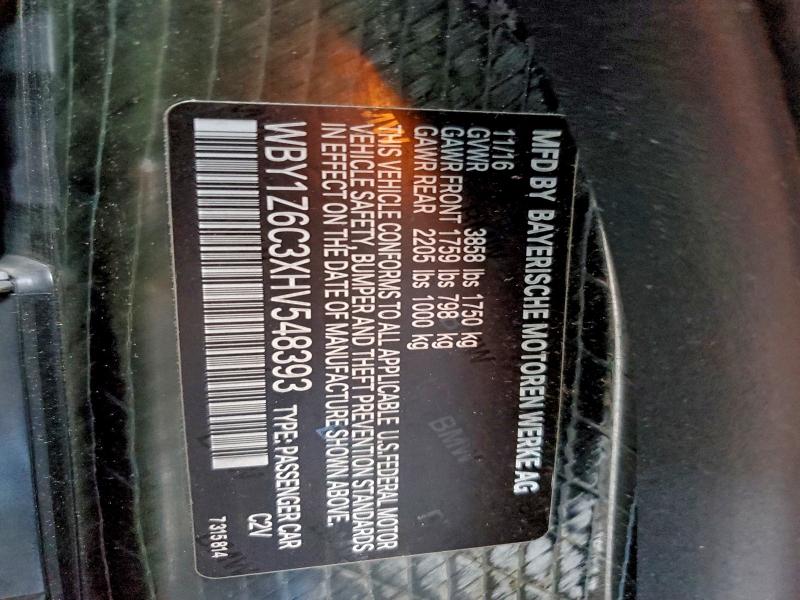 MFD BY BAYERISCHE MOTOREN WERKE AG
11/16
GVWR 3858 lbs 1750 kg
GAWR FRONT 1759 lbs 798 kg
GAWR REAR 2205 lbs 1000 kg
THIS VEHICLE CONFORMS TO ALL APPLICABLE U.S.FEDERAL MOTOR
VEHICLE SAFETY, BUMPER AND THEFT PREVENTION STANDARDS
IN EFFECT ON THE DATE OF MANUFACTURE SHOWN ABOVE.
WBY1Z6C3XHV548393 TYPE: PASSENGER CAR
C2V
7315814
BMW